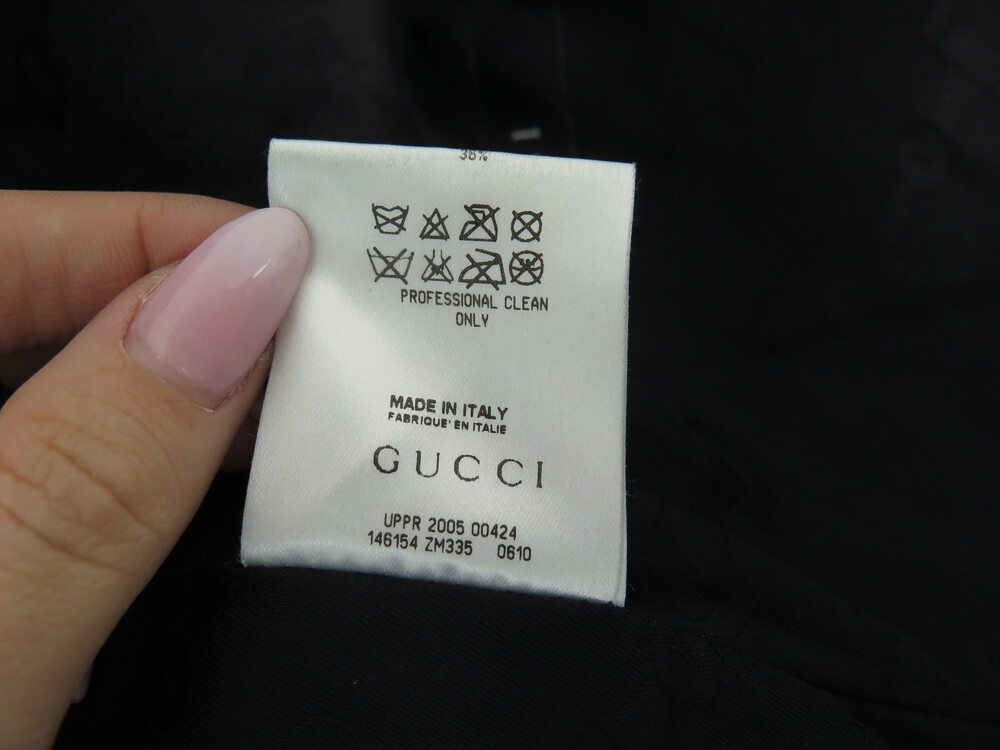 36%
PROFESSIONAL CLEAN
ONLY
MADE IN ITALY
FABRIQUE' EN ITALIE
GUCCI
UPPR 2005 00424
146154 ZM335 0610